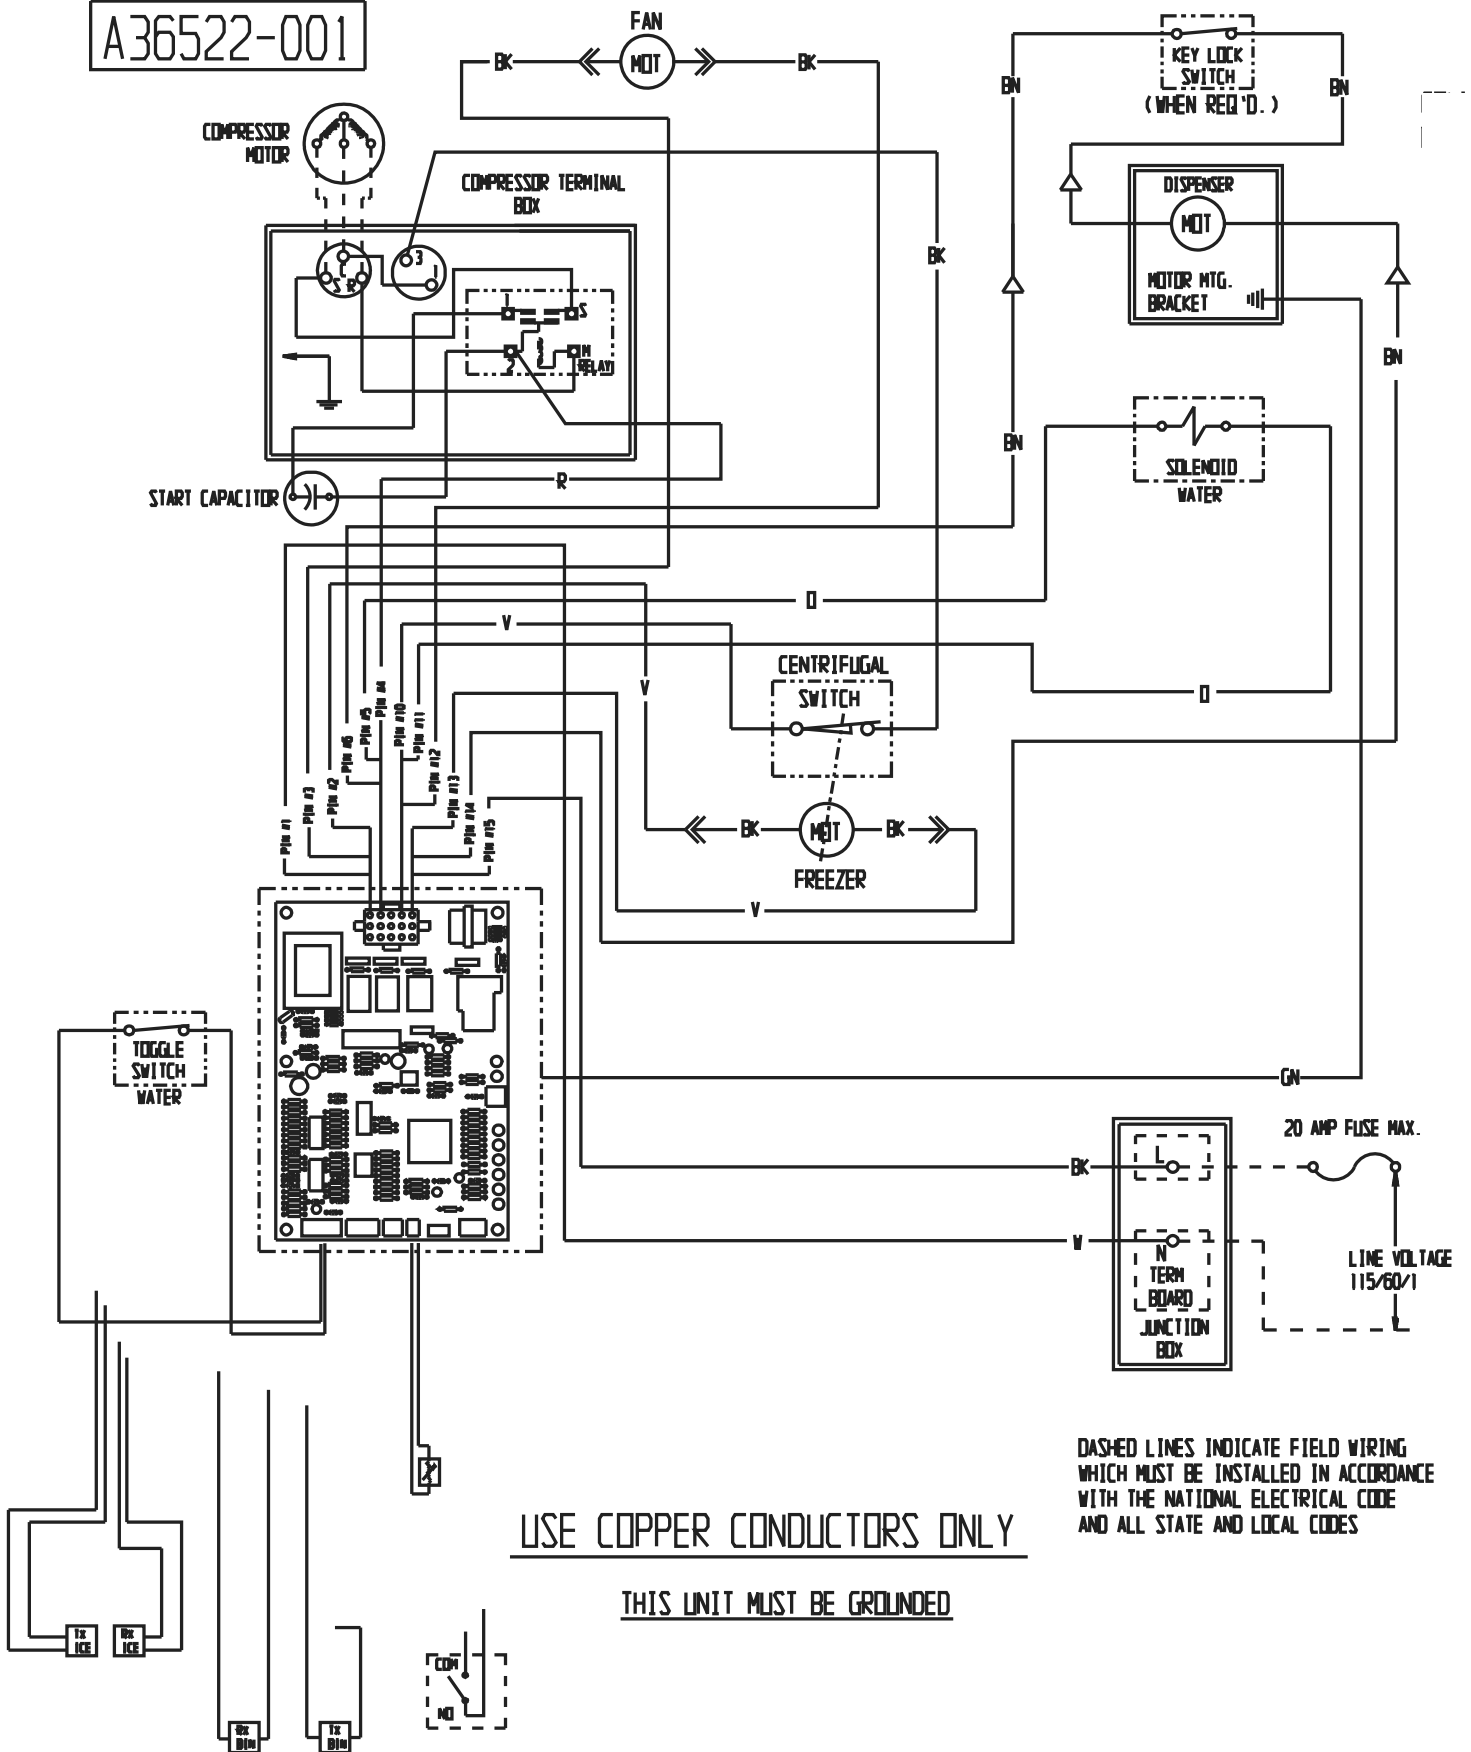 A36522-001
FAN
BK
MOT
BK
KEY LOCK
SWITCH
(WHEN REQ'D.)
BN
BN
COMPRESSOR
MOTOR
COMPRESSOR TERMINAL
BOX
DISPENSER
MOT
MOTOR MTG.
BRACKET
BK
3
1
C
S R
1
S
2
M
RELAY
BN
BN
SOLENOID
WATER
START CAPACITOR
R
O
V
V
O
CENTRIFUGAL
SWITCH
Pin #4
Pin #5
Pin #10
Pin #11
Pin #6
Pin #12
Pin #2
Pin #13
Pin #3
Pin #14
Pin #1
Pin #15
BK
MOT
BK
FREEZER
V
TOGGLE
SWITCH
WATER
GN
20 AMP FUSE MAX.
BK
L
W
N
TERM
BOARD
JUNCTION
BOX
LINE VOLTAGE
115/60/1
DASHED LINES INDICATE FIELD WIRING
WHICH MUST BE INSTALLED IN ACCORDANCE
WITH THE NATIONAL ELECTRICAL CODE
AND ALL STATE AND LOCAL CODES
USE COPPER CONDUCTORS ONLY
THIS UNIT MUST BE GROUNDED
Tx
ICE
Rx
ICE
COM
NO
Rx
Bin
Tx
Bin